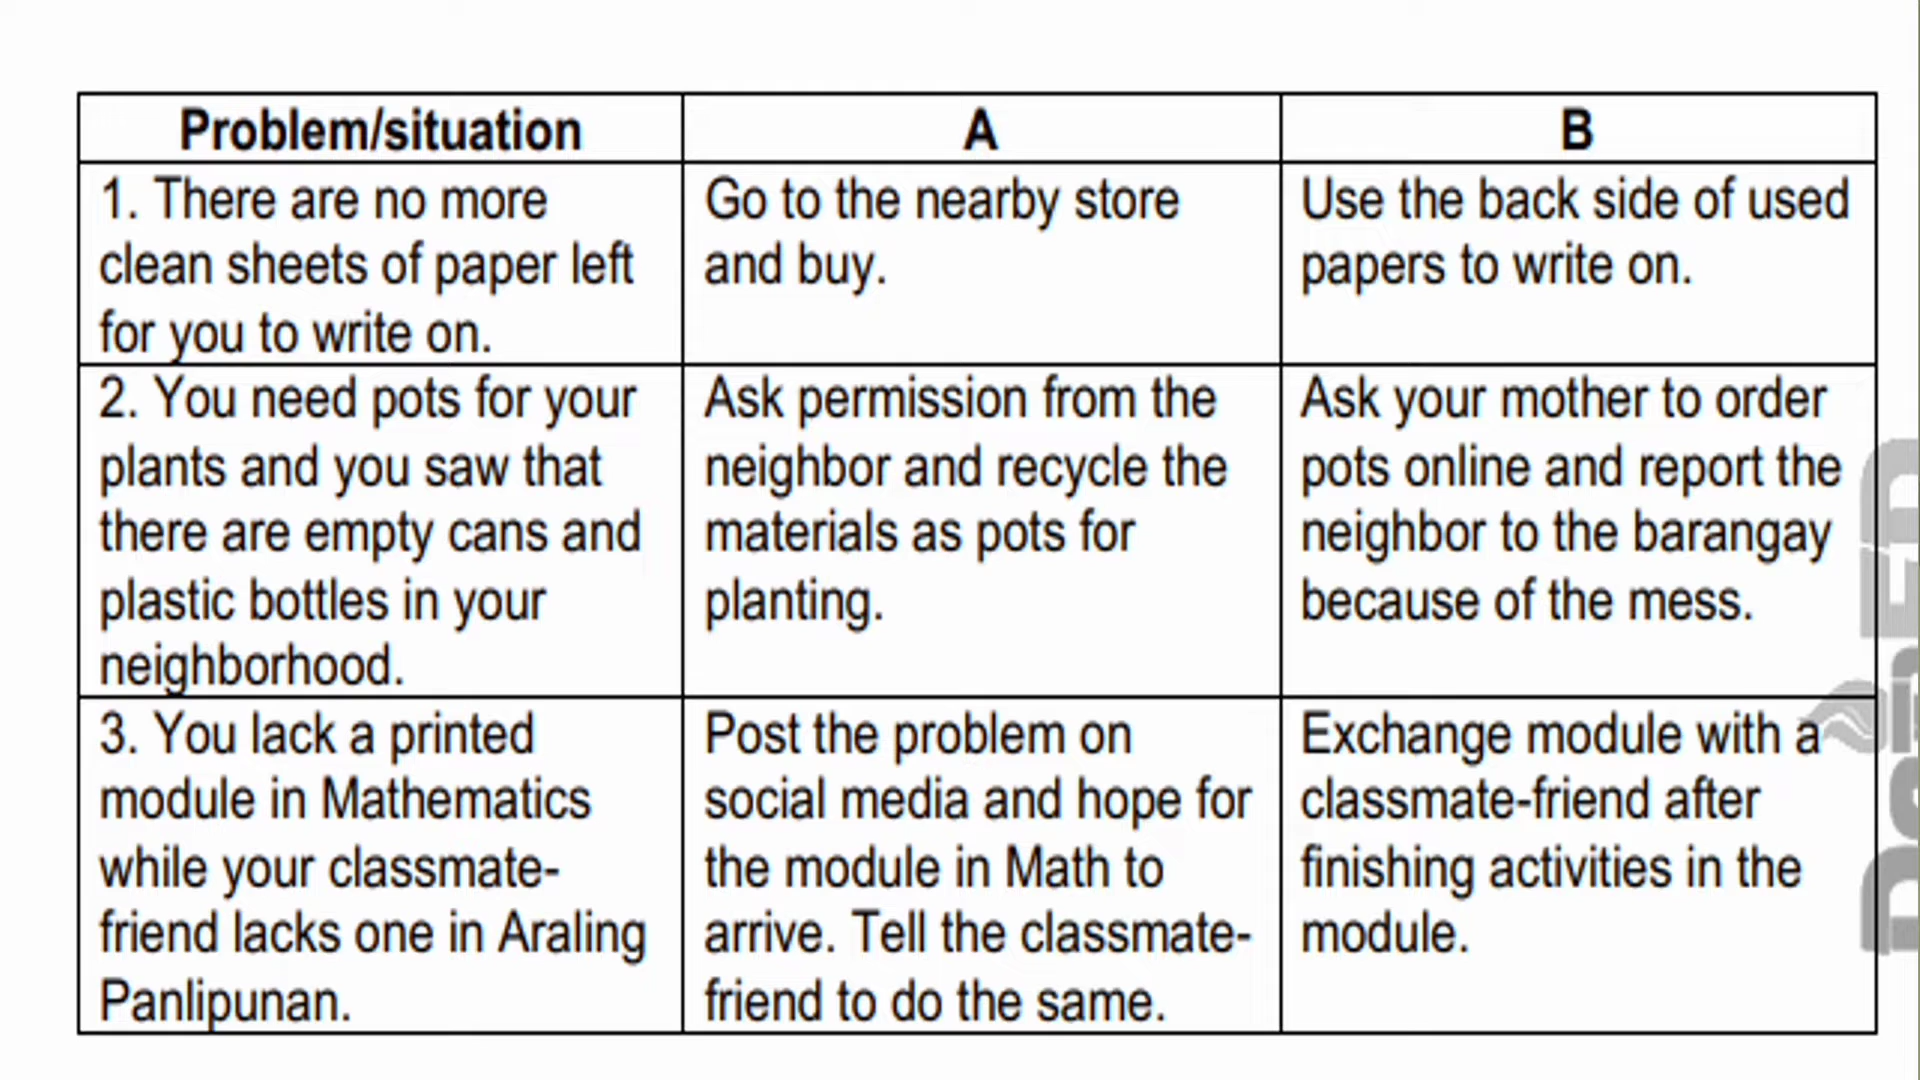 Problem/situation
A
B
1. There are no more
clean sheets of paper left
for you to write on.
Go to the nearby store
and buy.
Use the back side of used
papers to write on.
2. You need pots for your
plants and you saw that
there are empty cans and
plastic bottles in your
neighborhood.
Ask permission from the
neighbor and recycle the
materials as pots for
planting.
Ask your mother to order
pots online and report the
neighbor to the barangay
because of the mess.
3. You lack a printed
module in Mathematics
while your classmate-
friend lacks one in Araling
Panlipunan.
Post the problem on
social media and hope for
the module in Math to
arrive. Tell the classmate-
friend to do the same.
Exchange module with a
classmate-friend after
finishing activities in the
module.